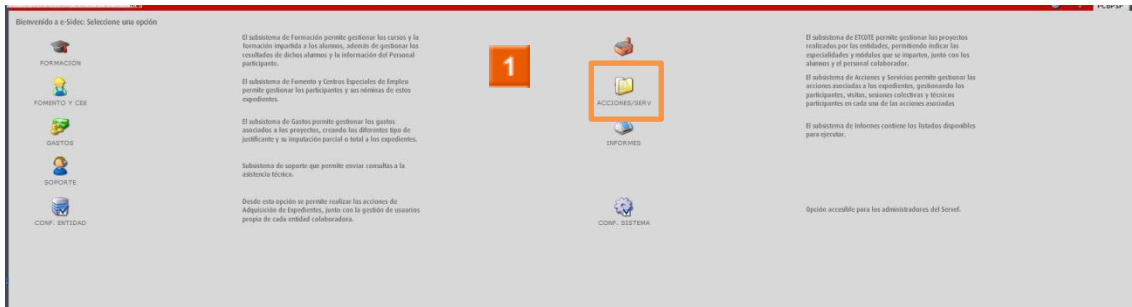 Bienvenido a e-Sidec: Seleccione una opción
FORMACIÓN
El subsistema de Formación permite gestionar los cursos y la
formación impartida a los alumnos, además de gestionar los
resultados de dichos alumnos y la información del Personal
participante.
1
El subsistema de ETCOTE permite gestionar los proyectos
realizados por las entidades, permitiendo indicar las
especialidades y módulos que se imparten, junto con los
alumnos y el personal colaborador.
FOMENTO Y CEE
El subsistema de Fomento y Centros Especiales de Empleo
permite gestionar los participantes y sus nóminas de estos
expedientes.
ACCIONES/SERV
El subsistema de Acciones y Servicios permite gestionar las
acciones asociadas a los expedientes, gestionando los
participantes, visitas, sesiones colectivas y técnicos
participantes en cada una de las acciones asociadas
GASTOS
El subsistema de Gastos permite gestionar los gastos
asociados a los proyectos, creando los diferentes tipo de
justificante y su imputación parcial o total a los expedientes.
INFORMES
El subsistema de Informes contiene los listados disponibles
para ejecutar.
SOPORTE
Subsistema de soporte que permite enviar consultas a la
asistencia técnica.
CONF. ENTIDAD
Desde esta opción se permite realizar las acciones de
Adquisición de Expedientes, junto con la gestión de usuarios
propia de cada entidad colaboradora.
CONF. SISTEMA
Opción accesible para los administradores del Servef.